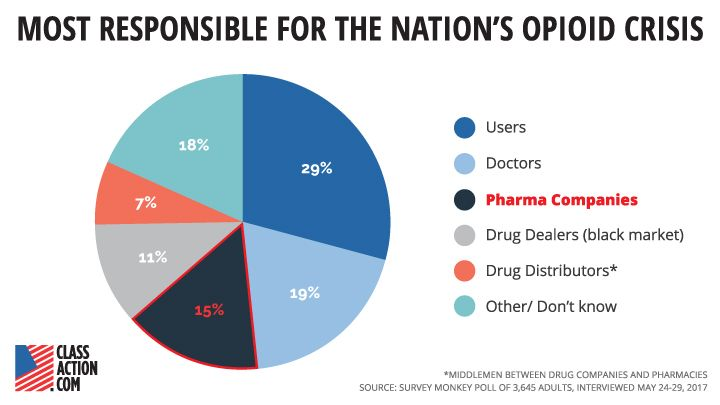 MOST RESPONSIBLE FOR THE NATION'S OPIOID CRISIS
18%
29%
7%
11%
15%
19%
Users
Doctors
Pharma Companies
Drug Dealers (black market)
Drug Distributors*
Other/ Don't know
CLASS
ACTION
.COM
*MIDDLEMEN BETWEEN DRUG COMPANIES AND PHARMACIES
SOURCE: SURVEY MONKEY POLL OF 3,645 ADULTS, INTERVIEWED MAY 24-29, 2017